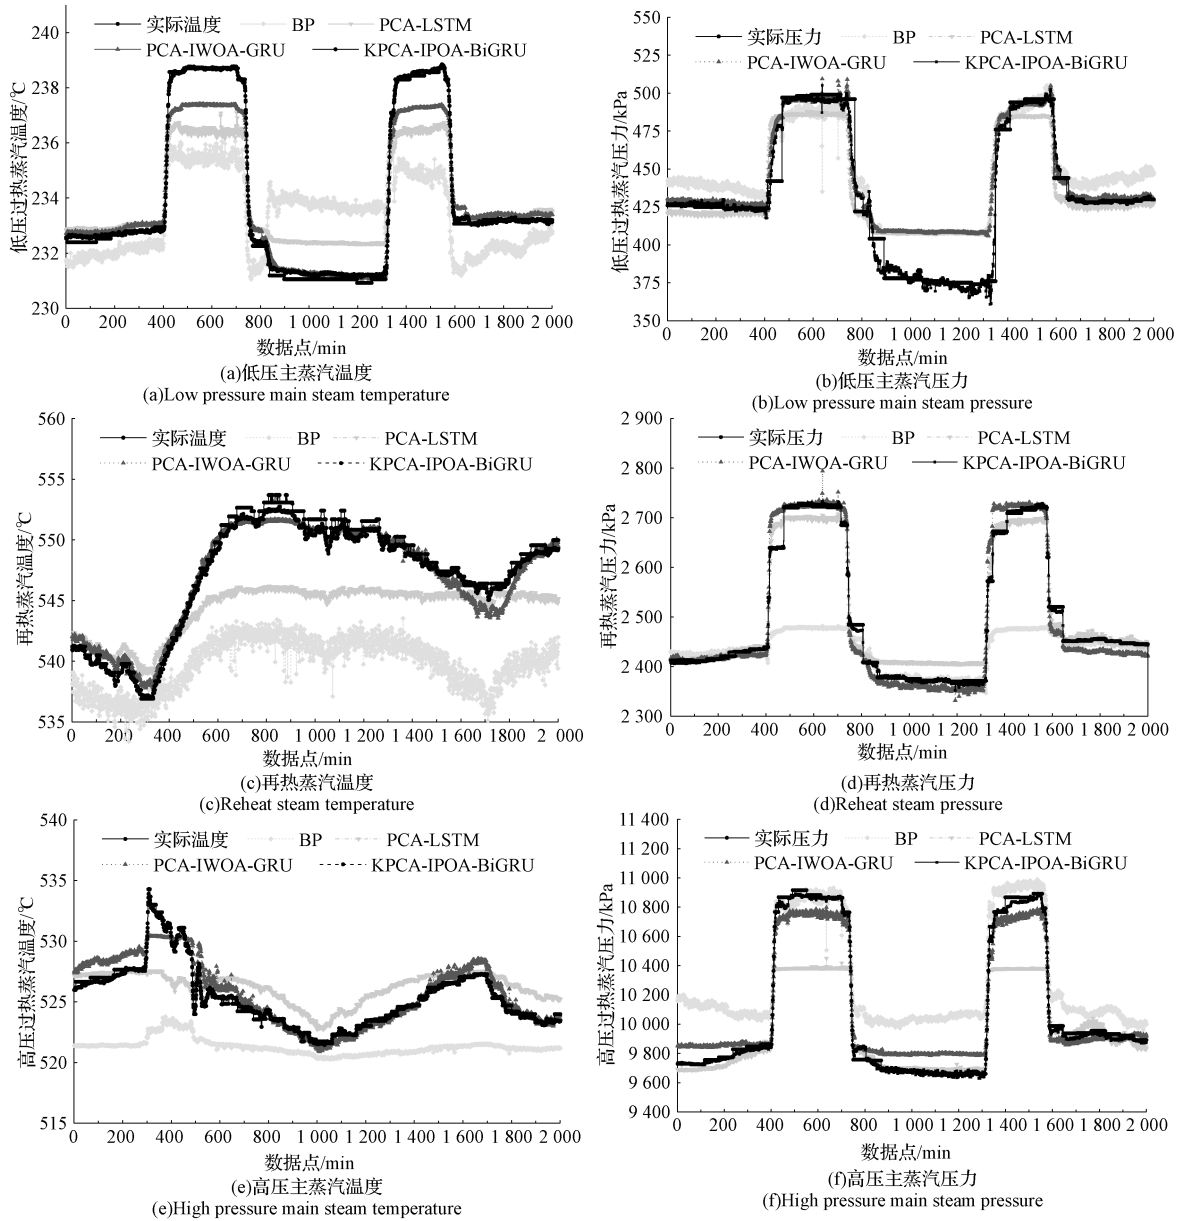 240
实际温度 BP PCA-LSTM
PCA-IWOA-GRU KPCA-IPOA-BiGRU
238
236
234
232
230
低压过热蒸汽温度/℃
0 200 400 600 800 1 000 1 200 1 400 1 600 1 800 2 000
数据点/min
(a)低压主蒸汽温度
(a)Low pressure main steam temperature
550
525
实际压力 BP PCA-LSTM
PCA-IWOA-GRU KPCA-IPOA-BiGRU
500
475
450
425
400
375
350
低压过热蒸汽压力/kPa
0 200 400 600 800 1 000 1 200 1 400 1 600 1 800 2 000
数据点/min
(b)低压主蒸汽压力
(b)Low pressure main steam pressure
560
实际温度 BP PCA-LSTM
PCA-IWOA-GRU KPCA-IPOA-BiGRU
555
550
545
540
535
再热蒸汽温度/℃
0 200 400 600 800 1 000 1 200 1 400 1 600 1800 2 000
数据点/min
(c)再热蒸汽温度
(c)Reheat steam temperature
2 900
实际压力 BP PCA-LSTM
PCA-IWOA-GRU KPCA-IPOA-BiGRU
2 800
2 700
2 600
2 500
2 400
2 300
再热蒸汽压力/kPa
0 200 400 600 800 1 000 1 200 1 400 1 600 1 800 2 000
数据点/min
(d)再热蒸汽压力
(d)Reheat steam pressure
540
实际温度 BP PCA-LSTM
PCA-IWOA-GRU KPCA-IPOA-BiGRU
535
530
525
520
515
高压过热蒸汽温度/℃
0 200 400 600 800 1 000 1 200 1 400 1 600 1 800 2 000
数据点/min
(e)高压主蒸汽温度
(e)High pressure main steam temperature
11 400
实际压力 BP PCA-LSTM
11 200
PCA-IWOA-GRU KPCA-IPOA-BiGRU
11 000
10 800
10 600
10 400
10 200
10 000
9 800
9 600
9 400
高压过热蒸汽压力/kPa
0 200 400 600 800 1 000 1 200 1 400 1 600 1 800 2 000
数据点/min
(f)高压主蒸汽压力
(f)High pressure main steam pressure